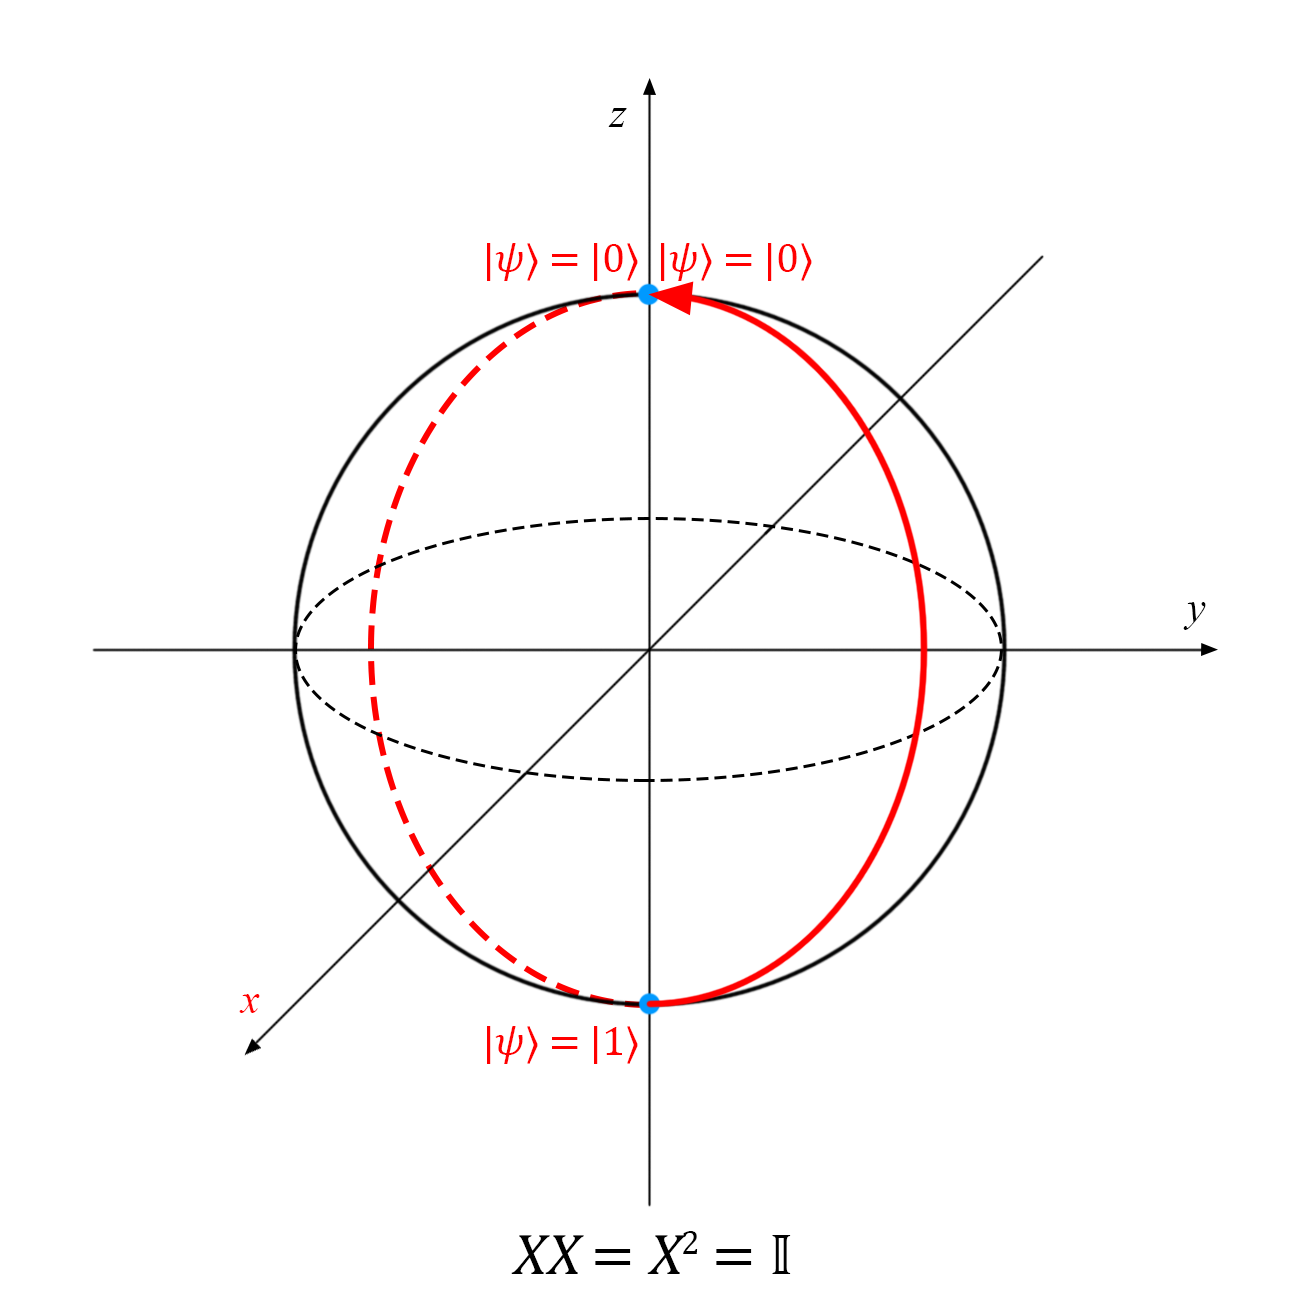 z
|ψ⟩ = |0⟩ |ψ⟩ = |0⟩
y
x
|ψ⟩ = |1⟩
XX = X² = 𝕀